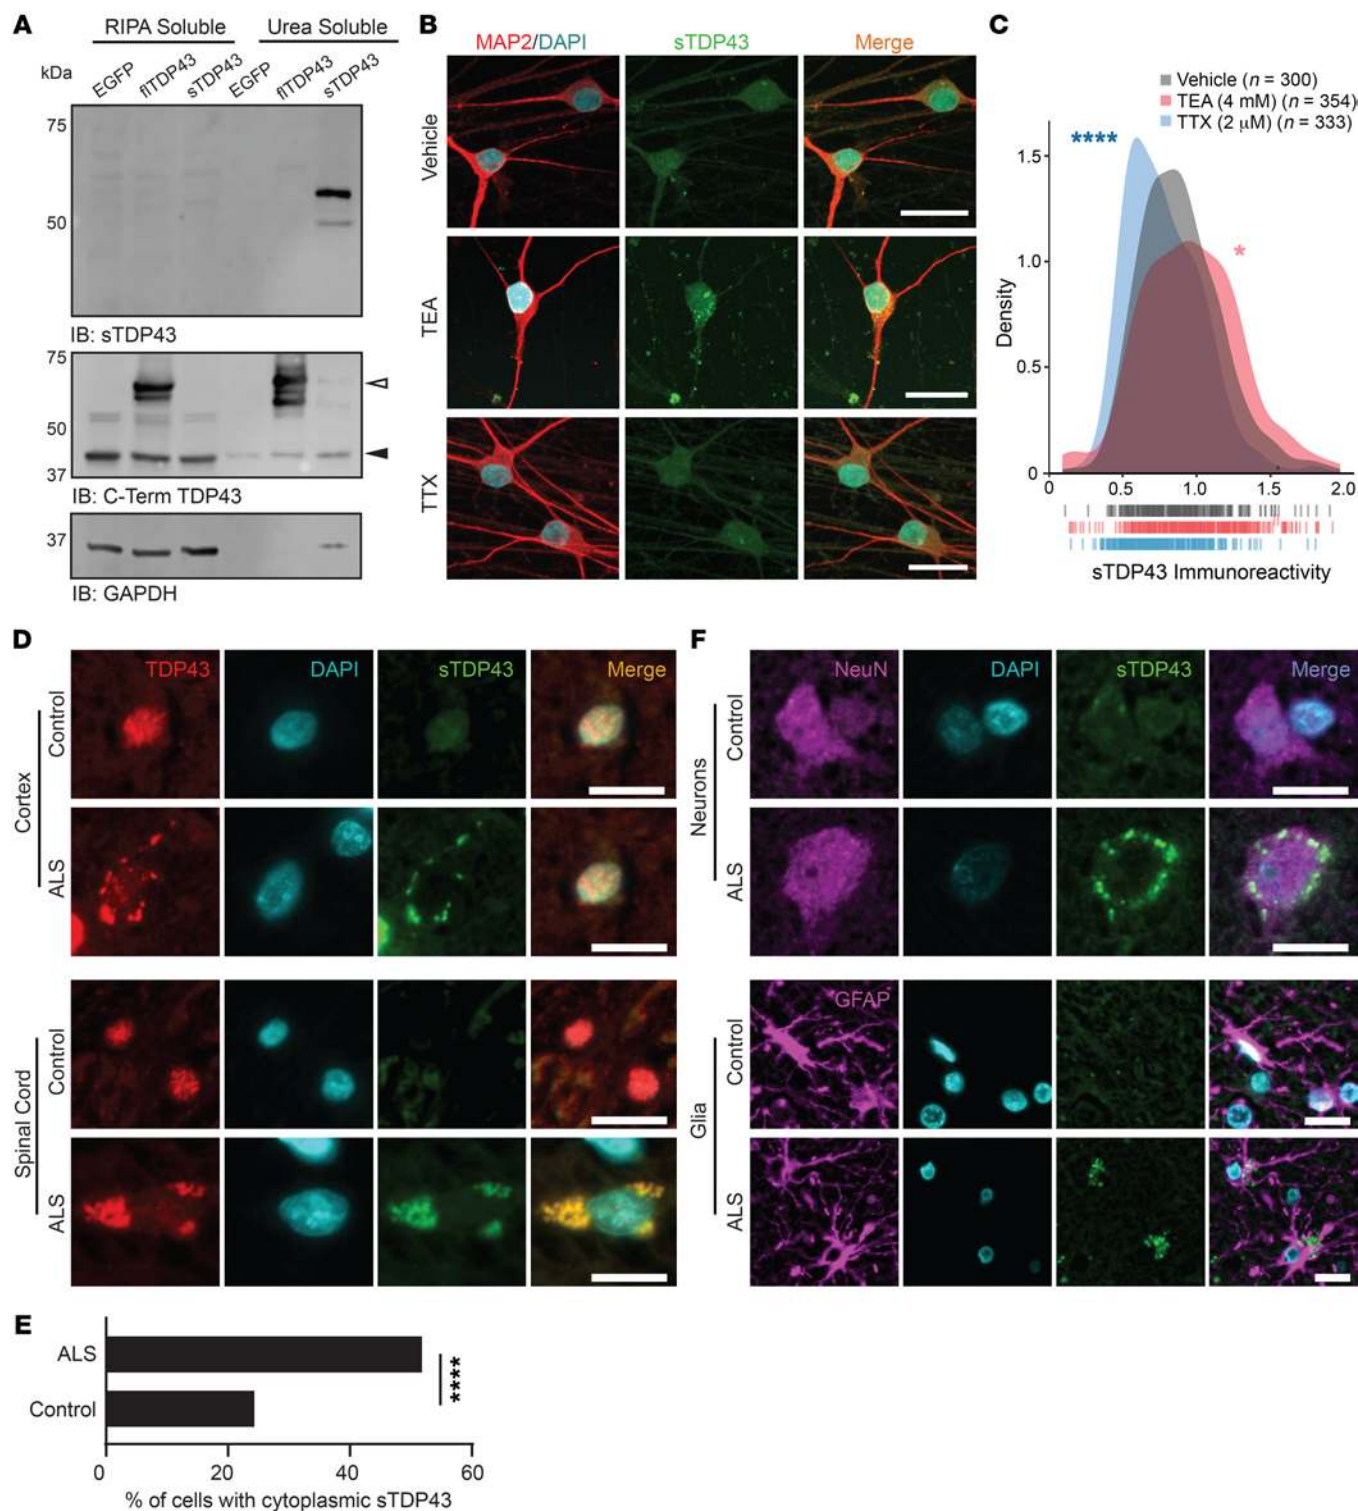 A
RIPA Soluble Urea Soluble
kDa
EGFP flTDP43 sTDP43 EGFP flTDP43 sTDP43
75
50
IB: sTDP43
75
50
37
IB: C-Term TDP43
37
IB: GAPDH
B
MAP2/DAPI sTDP43 Merge
Vehicle
TEA
TTX
C
Vehicle (n = 300)
TEA (4 mM) (n = 354)
TTX (2 μM) (n = 333)
****
*
Density
1.5
1.0
0.5
0
0 0.5 1.0 1.5 2.0
sTDP43 Immunoreactivity
D
TDP43 DAPI sTDP43 Merge
Cortex
Control
ALS
Spinal Cord
Control
ALS
F
NeuN DAPI sTDP43 Merge
Neurons
Control
ALS
GFAP
Glia
Control
ALS
E
ALS
Control
****
0 20 40 60
% of cells with cytoplasmic sTDP43